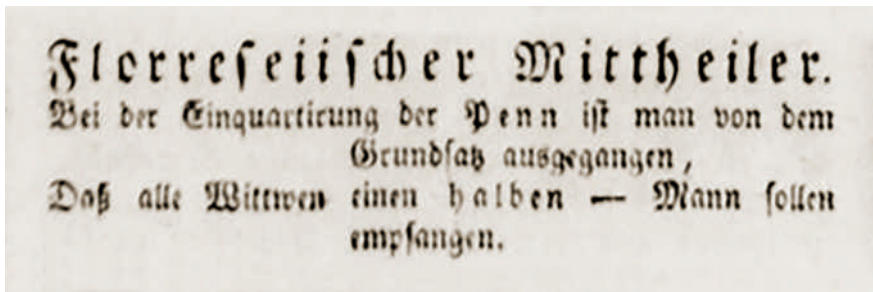 Florreſeiiſcher Mittheiler.
Bei der Einquartirung der Penn iſt man von dem
Grundſatz ausgegangen,
Daß alle Wittwen einen halben — Mann ſollen
empfangen.